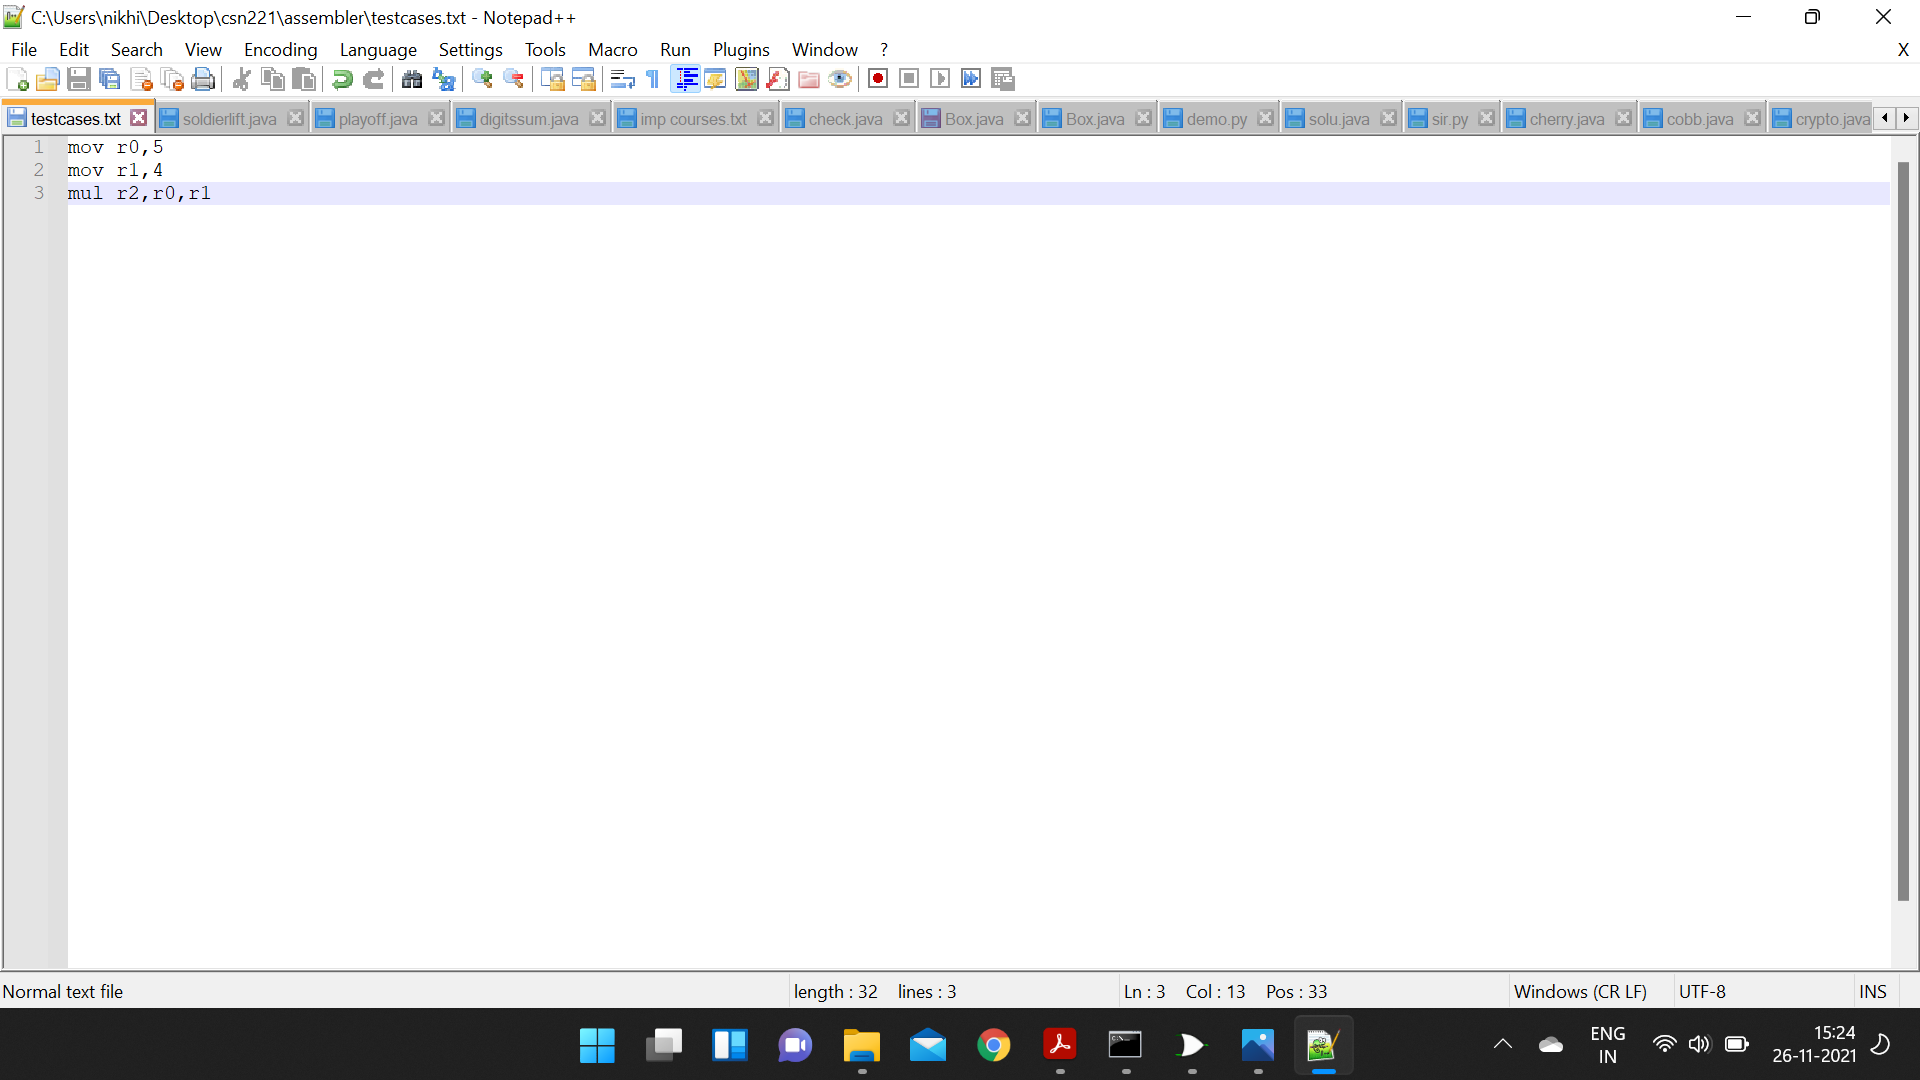 C:\Users\nikhi\Desktop\csn221\assembler\testcases.txt - Notepad++
File Edit Search View Encoding Language Settings Tools Macro Run Plugins Window ? X
testcases.txt soldierlift.java playoff.java digitssum.java imp courses.txt check.java Box.java Box.java demo.py solu.java sir.py cherry.java cobb.java crypto.java
1 mov r0,5
2 mov r1,4
3 mul r2,r0,r1
Normal text file length : 32 lines : 3 Ln : 3 Col : 13 Pos : 33 Windows (CR LF) UTF-8 INS
ENG 15:24
IN 26-11-2021